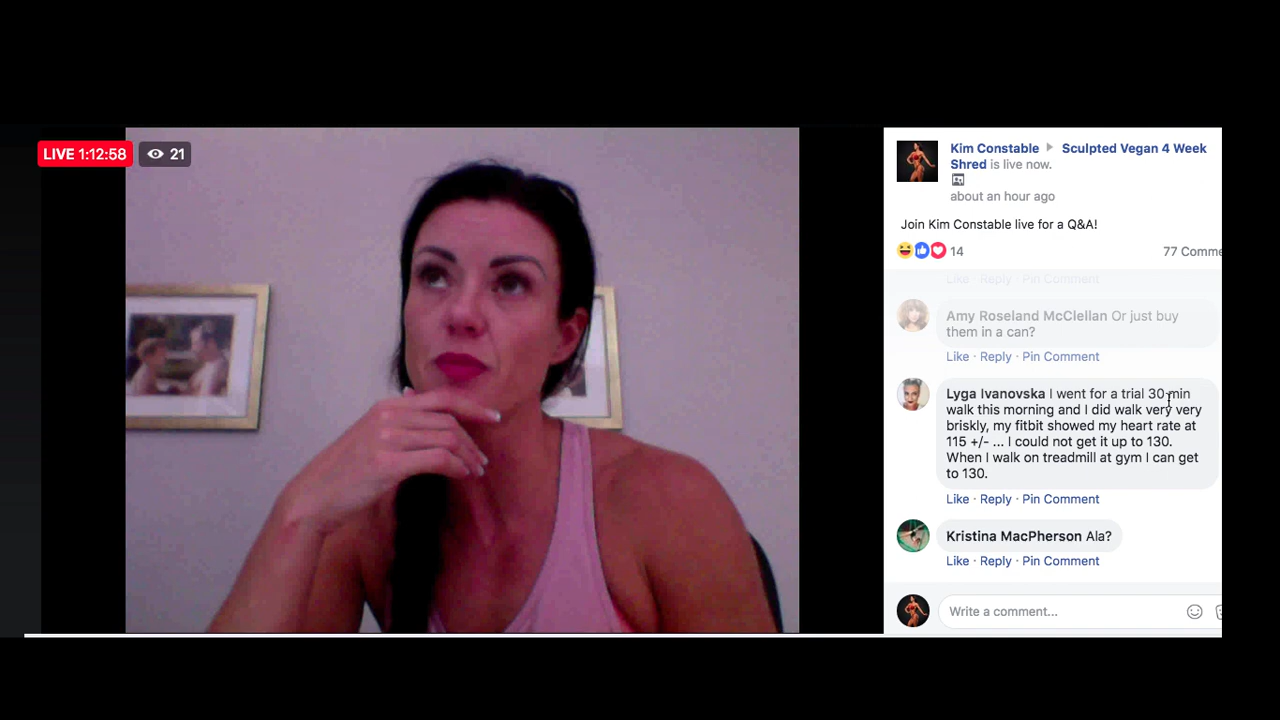 LIVE 1:12:58
21
Kim Constable
Sculpted Vegan 4 Week
Shred is live now.
about an hour ago
Join Kim Constable live for a Q&A!
14
77 Comme
Like · Reply · Pin Comment
Amy Roseland McClellan Or just buy
them in a can?
Like · Reply · Pin Comment
Lyga Ivanovska I went for a trial 30 min
walk this morning and I did walk very very
briskly, my fitbit showed my heart rate at
115 +/- ... I could not get it up to 130.
When I walk on treadmill at gym I can get
to 130.
Like · Reply · Pin Comment
Kristina MacPherson Ala?
Like · Reply · Pin Comment
Write a comment...